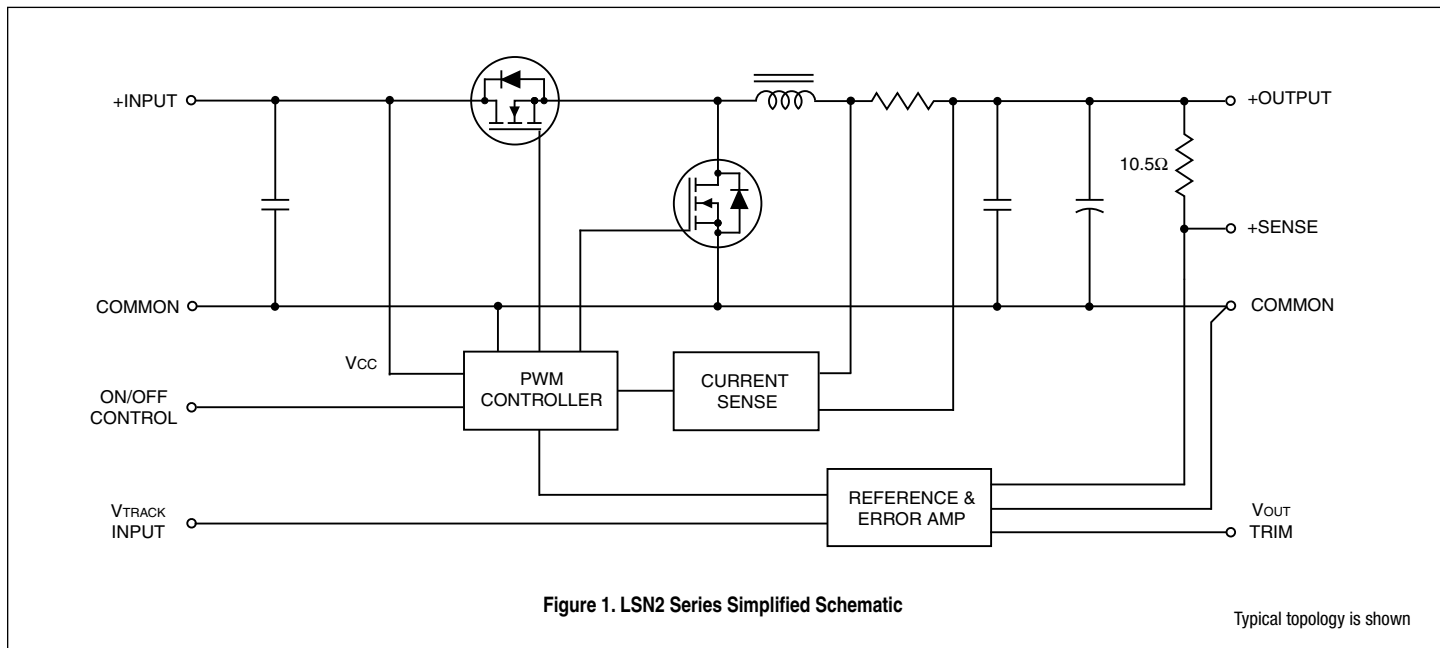 +INPUT
+OUTPUT
10.5Ω
+SENSE
COMMON
COMMON
VCC
PWM
CONTROLLER
CURRENT
SENSE
ON/OFF
CONTROL
REFERENCE &
ERROR AMP
VTRACK
INPUT
VOUT
TRIM
Figure 1. LSN2 Series Simplified Schematic
Typical topology is shown